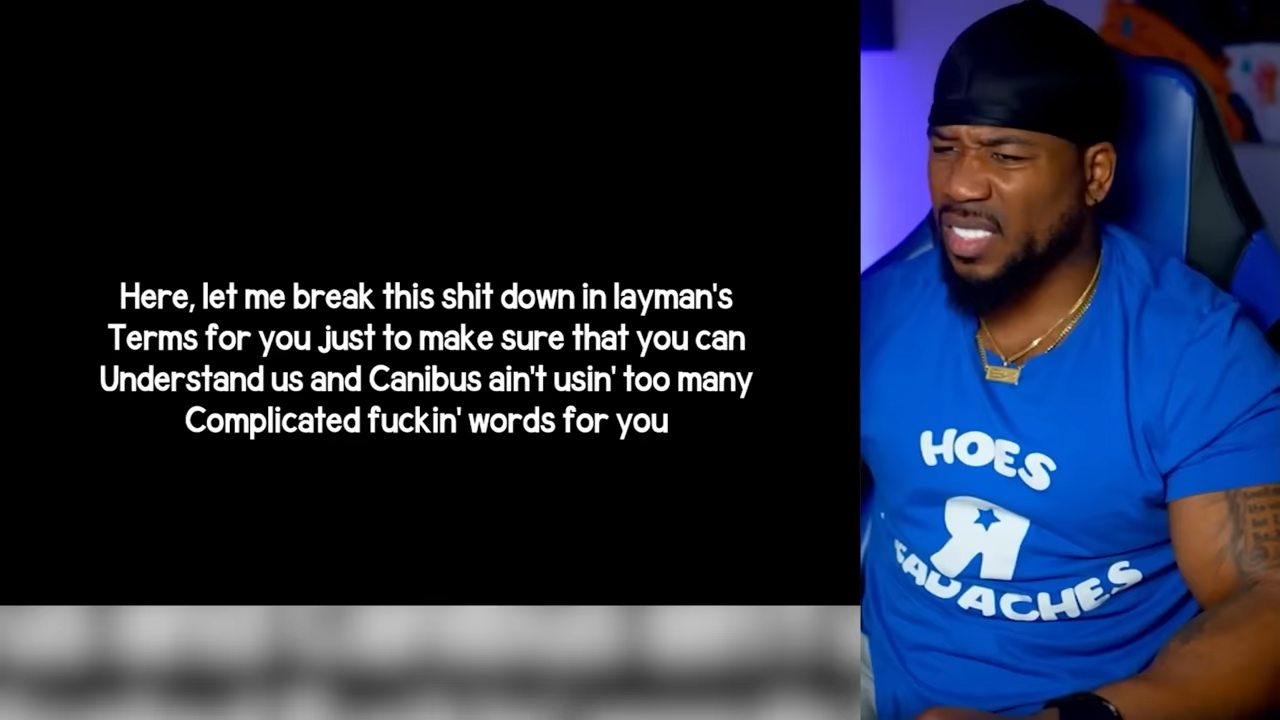 Here, let me break this shit down in layman's
Terms for you just to make sure that you can
Understand us and Canibus ain't usin' too many
Complicated fuckin' words for you
HOES
R
HEADACHES